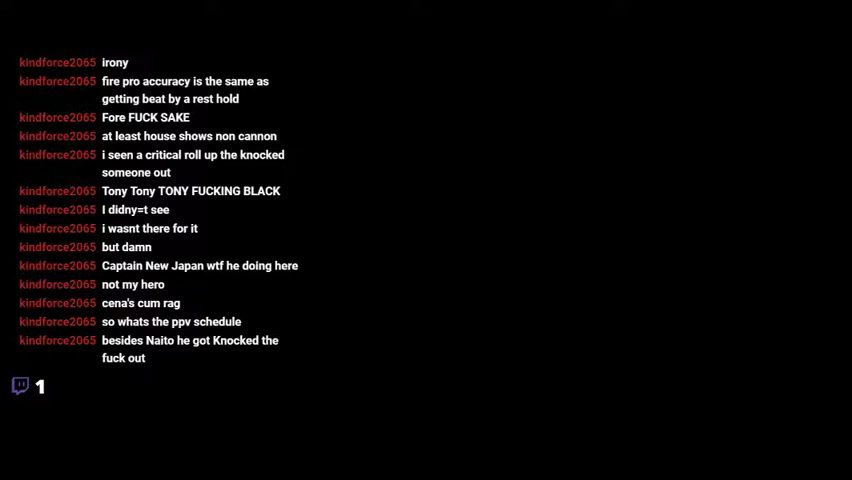 kindforce2065 irony
kindforce2065 fire pro accuracy is the same as
getting beat by a rest hold
kindforce2065 Fore FUCK SAKE
kindforce2065 at least house shows non cannon
kindforce2065 i seen a critical roll up the knocked
someone out
kindforce2065 Tony Tony TONY FUCKING BLACK
kindforce2065 I didny=t see
kindforce2065 i wasnt there for it
kindforce2065 but damn
kindforce2065 Captain New Japan wtf he doing here
kindforce2065 not my hero
kindforce2065 cena's cum rag
kindforce2065 so whats the ppv schedule
kindforce2065 besides Naito he got Knocked the
fuck out
1